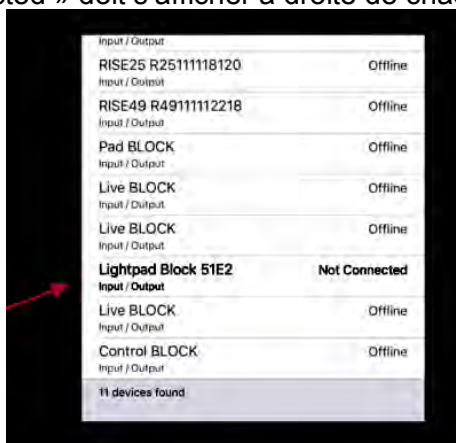 sted » doit s'afficher à droite de cha
Input / Output
RISE25 R25111118120 Offline
Input / Output
RISE49 R49111112218 Offline
Input / Output
Pad BLOCK Offline
Input / Output
Live BLOCK Offline
Input / Output
Live BLOCK Offline
Input / Output
Lightpad Block 51E2 Not Connected
Input / Output
Live BLOCK Offline
Input / Output
Control BLOCK Offline
Input / Output
11 devices found